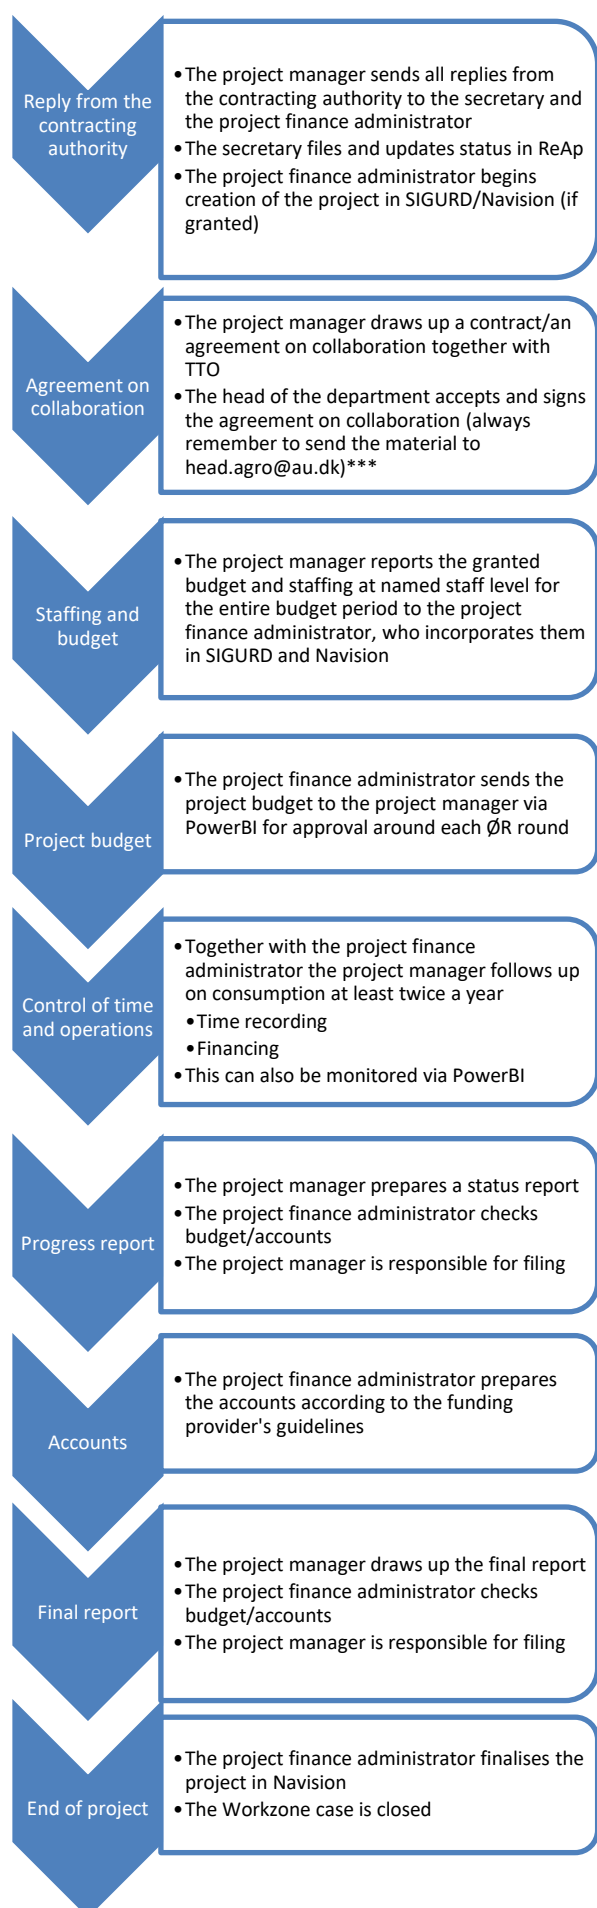 Reply from the
contracting
authority
•The project manager sends all replies from
the contracting authority to the secretary and
the project finance administrator
•The secretary files and updates status in ReAp
•The project finance administrator begins
creation of the project in SIGURD/Navision (if
granted)
Agreement on
collaboration
•The project manager draws up a contract/an
agreement on collaboration together with
TTO
•The head of the department accepts and signs
the agreement on collaboration (always
remember to send the material to
head.agro@au.dk)***
Staffing and
budget
•The project manager reports the granted
budget and staffing at named staff level for
the entire budget period to the project
finance administrator, who incorporates them
in SIGURD and Navision
Project budget
•The project finance administrator sends the
project budget to the project manager via
PowerBI for approval around each ØR round
Control of time
and operations
•Together with the project finance
administrator the project manager follows up
on consumption at least twice a year
•Time recording
•Financing
•This can also be monitored via PowerBI
Progress report
•The project manager prepares a status report
•The project finance administrator checks
budget/accounts
•The project manager is responsible for filing
Accounts
•The project finance administrator prepares
the accounts according to the funding
provider's guidelines
Final report
•The project manager draws up the final report
•The project finance administrator checks
budget/accounts
•The project manager is responsible for filing
End of project
•The project finance administrator finalises the
project in Navision
•The Workzone case is closed